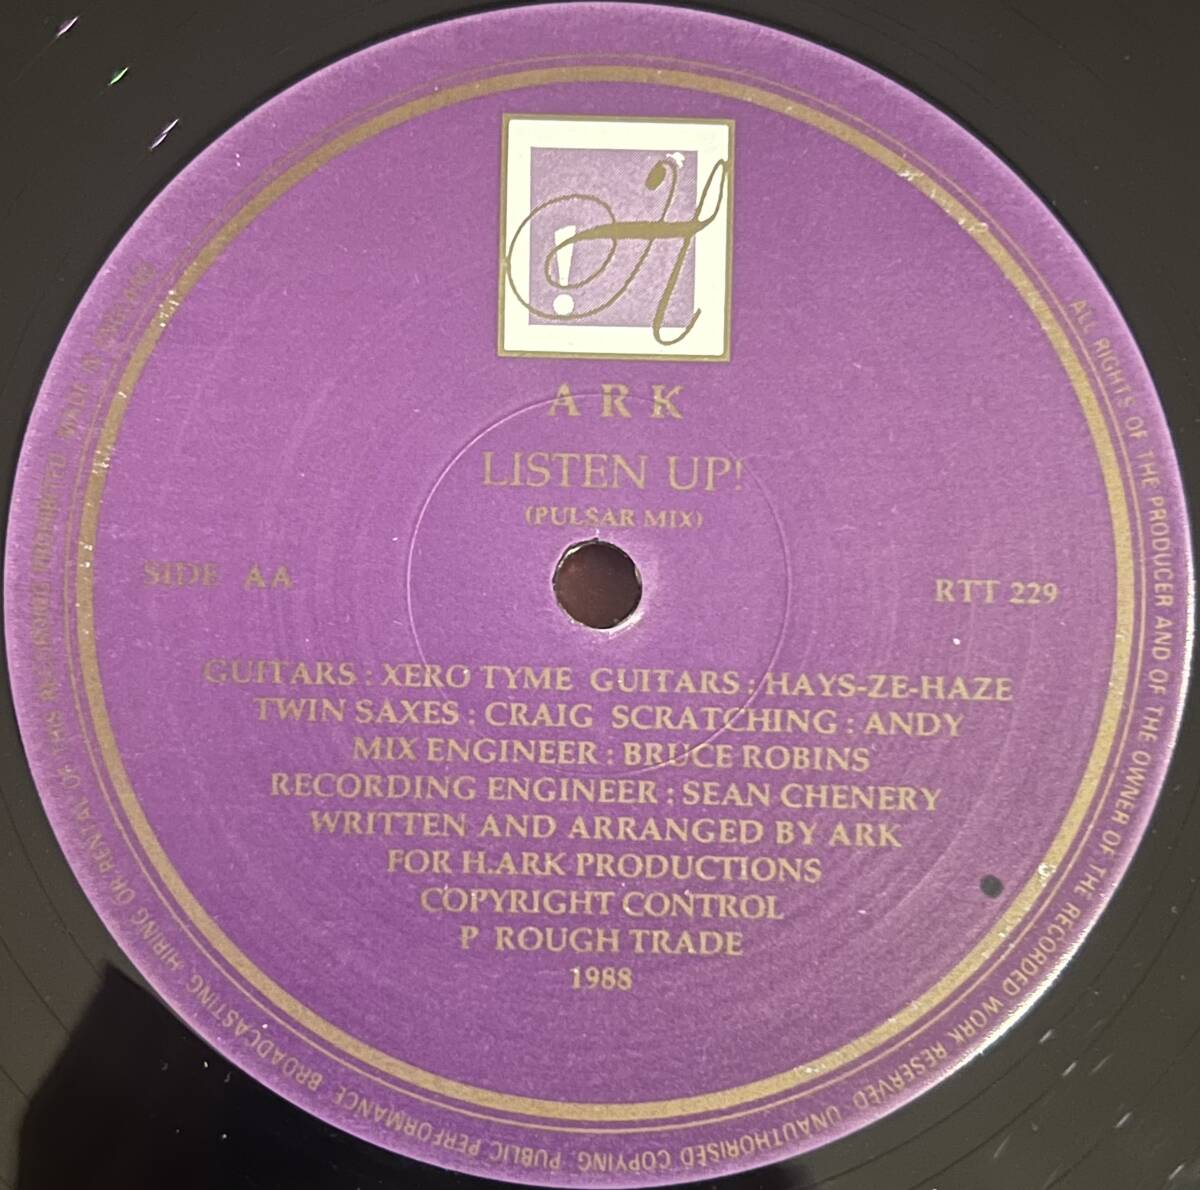 H
!
ARK
LISTEN UP!
(PULSAR MIX)
SIDE AA
RTT 229
GUITARS : XERO TYME GUITARS : HAYS-ZE-HAZE
TWIN SAXES : CRAIG SCRATCHING : ANDY
MIX ENGINEER : BRUCE ROBINS
RECORDING ENGINEER : SEAN CHENERY
WRITTEN AND ARRANGED BY ARK
FOR H.ARK PRODUCTIONS
COPYRIGHT CONTROL
P ROUGH TRADE
1988
ALL RIGHTS OF THE PRODUCER AND OF THE OWNER OF THE RECORDED WORK RESERVED. UNAUTHORISED COPYING, PUBLIC PERFORMANCE, BROADCASTING, HIRING OR RENTAL OF THIS RECORDING PROHIBITED. MADE IN ENGLAND